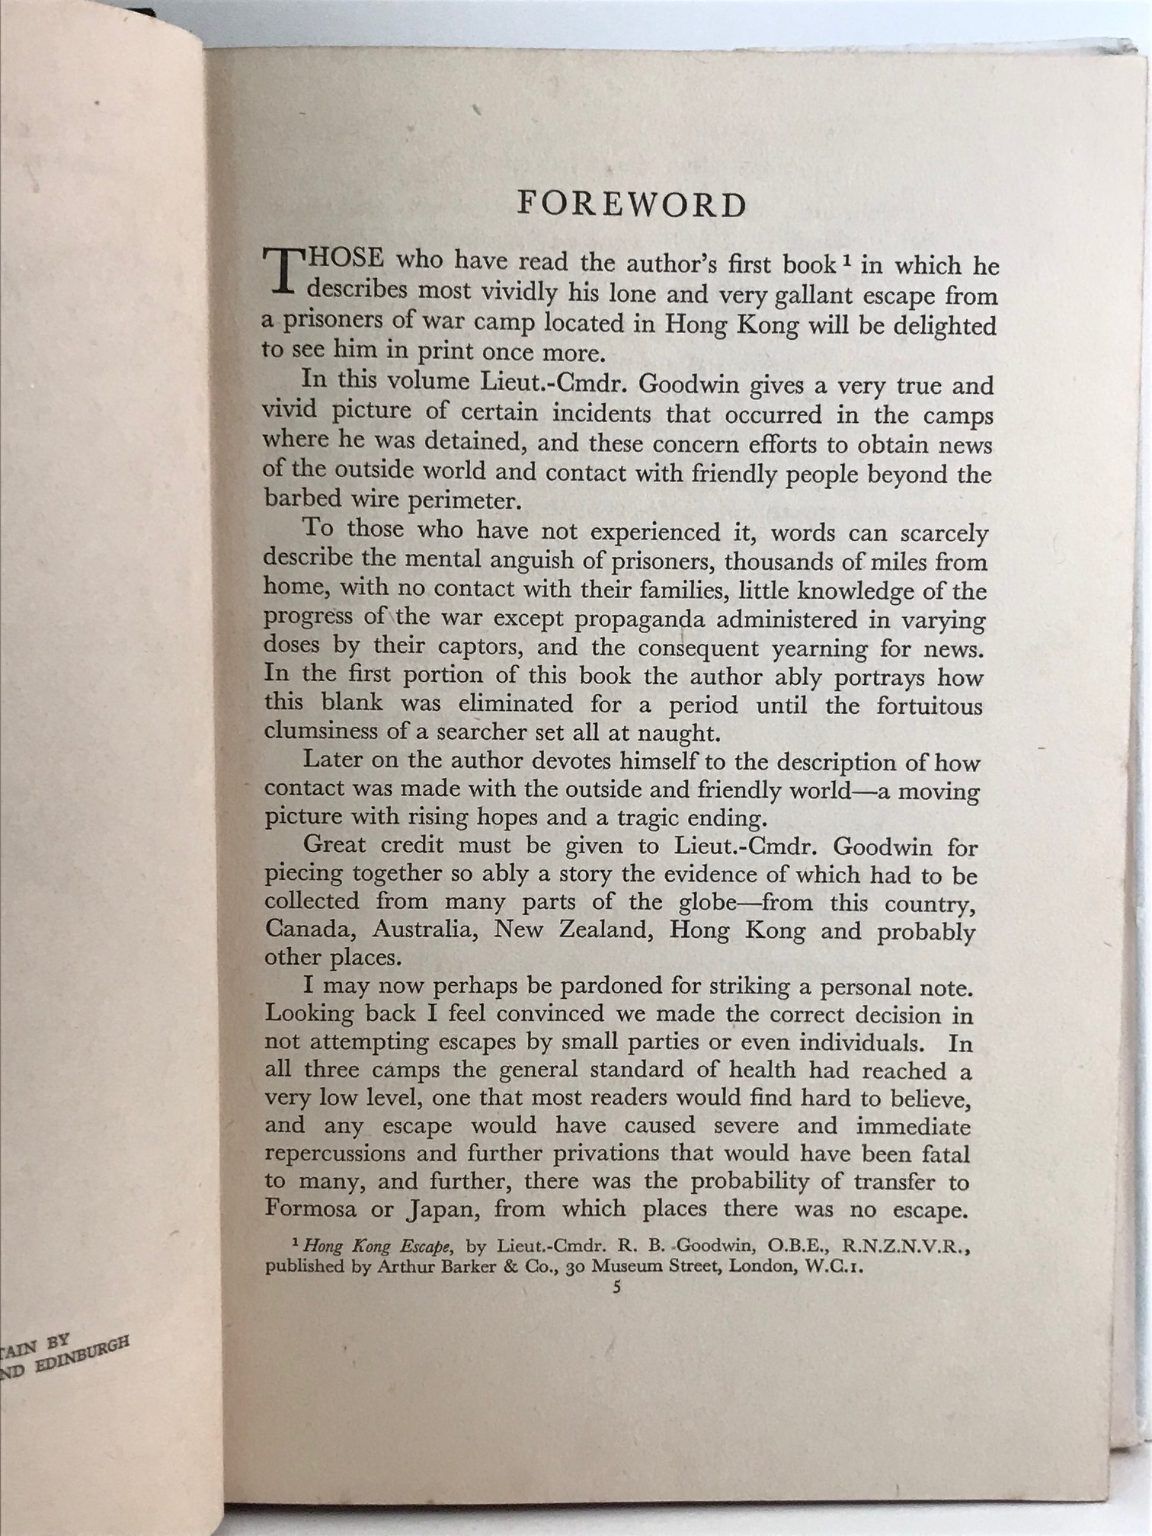 FOREWORD
THOSE who have read the author's first book ¹ in which he
describes most vividly his lone and very gallant escape from
a prisoners of war camp located in Hong Kong will be delighted
to see him in print once more.
In this volume Lieut.-Cmdr. Goodwin gives a very true and
vivid picture of certain incidents that occurred in the camps
where he was detained, and these concern efforts to obtain news
of the outside world and contact with friendly people beyond the
barbed wire perimeter.
To those who have not experienced it, words can scarcely
describe the mental anguish of prisoners, thousands of miles from
home, with no contact with their families, little knowledge of the
progress of the war except propaganda administered in varying
doses by their captors, and the consequent yearning for news.
In the first portion of this book the author ably portrays how
this blank was eliminated for a period until the fortuitous
clumsiness of a searcher set all at naught.
Later on the author devotes himself to the description of how
contact was made with the outside and friendly world—a moving
picture with rising hopes and a tragic ending.
Great credit must be given to Lieut.-Cmdr. Goodwin for
piecing together so ably a story the evidence of which had to be
collected from many parts of the globe—from this country,
Canada, Australia, New Zealand, Hong Kong and probably
other places.
I may now perhaps be pardoned for striking a personal note.
Looking back I feel convinced we made the correct decision in
not attempting escapes by small parties or even individuals. In
all three camps the general standard of health had reached a
very low level, one that most readers would find hard to believe,
and any escape would have caused severe and immediate
repercussions and further privations that would have been fatal
to many, and further, there was the probability of transfer to
Formosa or Japan, from which places there was no escape.
¹ Hong Kong Escape, by Lieut.-Cmdr. R. B. Goodwin, O.B.E., R.N.Z.N.V.R.,
published by Arthur Barker & Co., 30 Museum Street, London, W.C.1.
5
TAIN BY
ND EDINBURGH